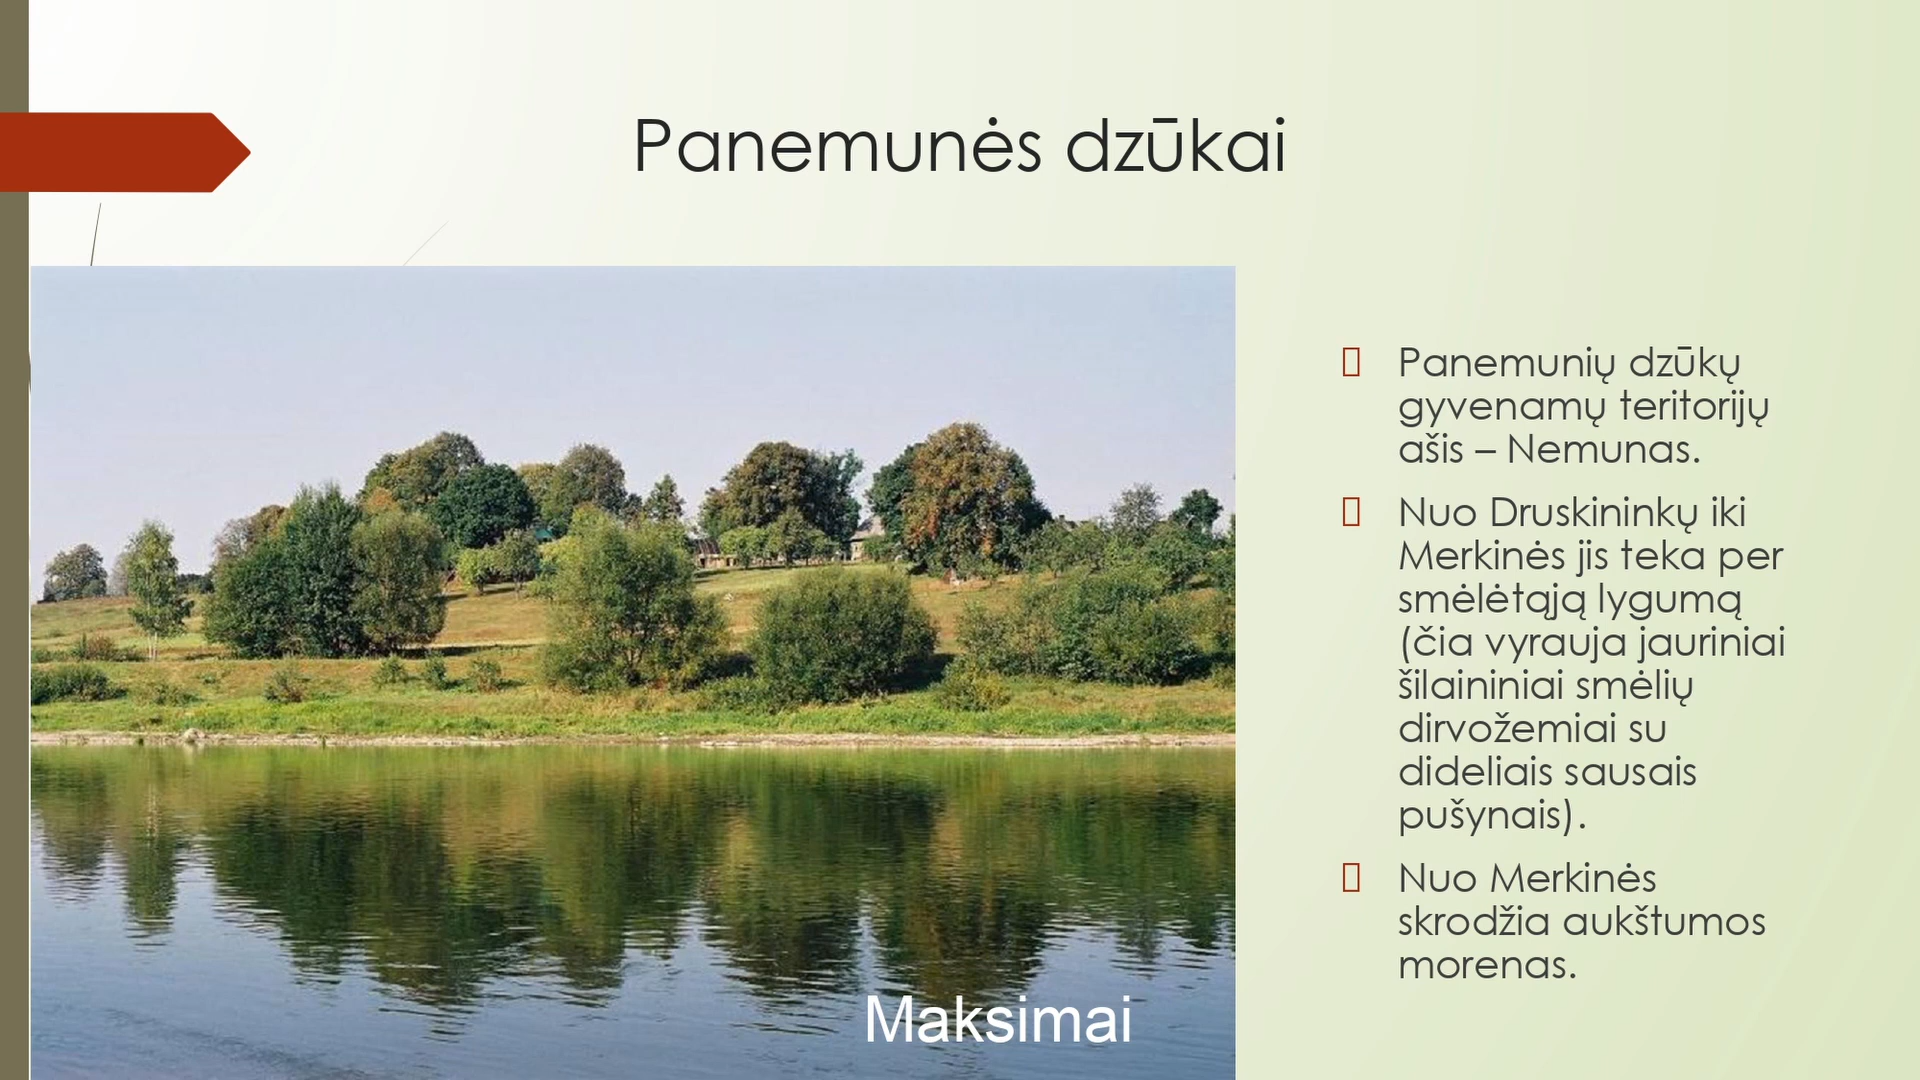 Panemunės dzūkai
Panemunių dzūkų
gyvenamų teritorijų
ašis – Nemunas.
Nuo Druskininkų iki
Merkinės jis teka per
smėlėtąją lygumą
(čia vyrauja jauriniai
šilaininiai smėlių
dirvožemiai su
dideliais sausais
pušynais).
Nuo Merkinės
skrodžia aukštumos
morenas.
Maksimai